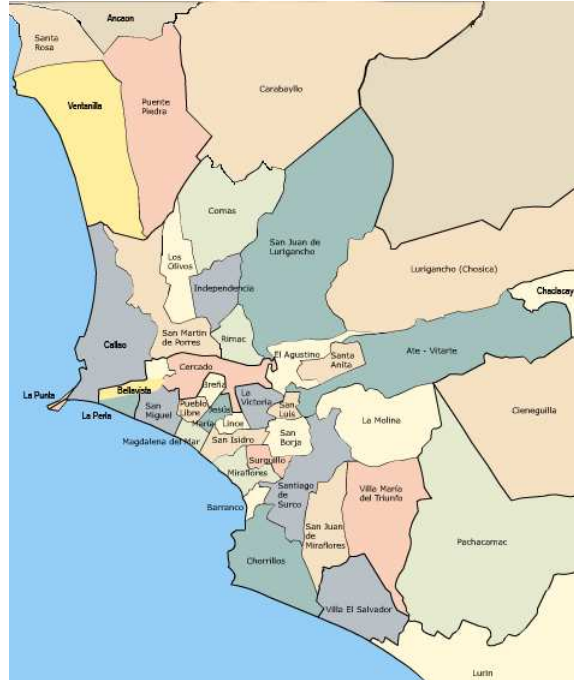 Ancaon
Santa
Rosa
Ventanilla
Puente
Piedra
Carabayllo
Comas
San Juan de
Lurigancho
Los
Olivos
Independencia
Lurigancho (Chosica)
Chaclacay
San Martin
de Porres
Rimac
Callao
El Agustino
Santa
Anita
Ate - Vitarte
Cercado
La Punta
Bellavista
Breña
La
Victoria
Cieneguilla
La Perla
San
Miguel
Pueblo
Libre
Jesús
María
San
Luis
Lince
La Molina
Magdalena del Mar
San Isidro
San
Borja
Surquillo
Miraflores
Santiago
de
Surco
Villa María
del Triunfo
Barranco
San Juan
de
Miraflores
Pachacamac
Chorrillos
Villa El Salvador
Lurin